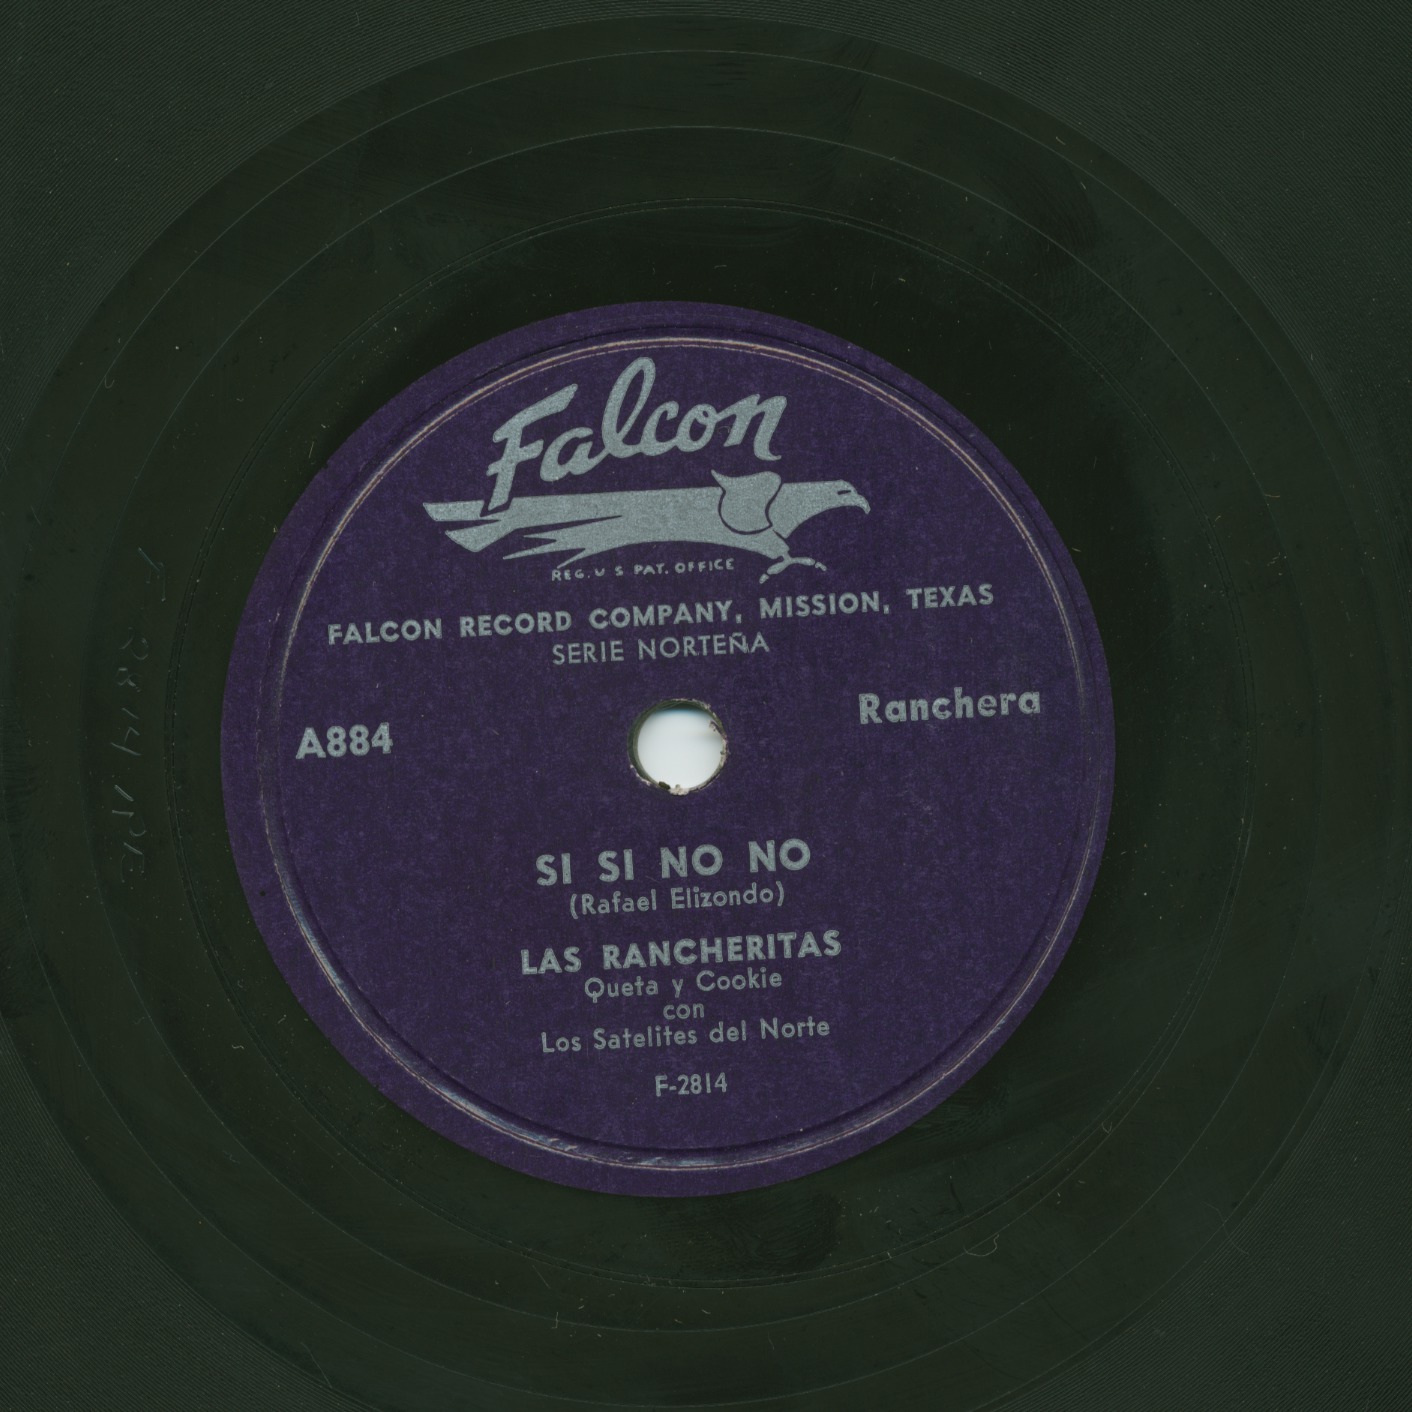 Falcon
REG. U S PAT. OFFICE
FALCON RECORD COMPANY, MISSION, TEXAS
SERIE NORTEÑA
Ranchera
A884
SI SI NO NO
(Rafael Elizondo)
LAS RANCHERITAS
Queta y Cookie
con
Los Satelites del Norte
F-2814